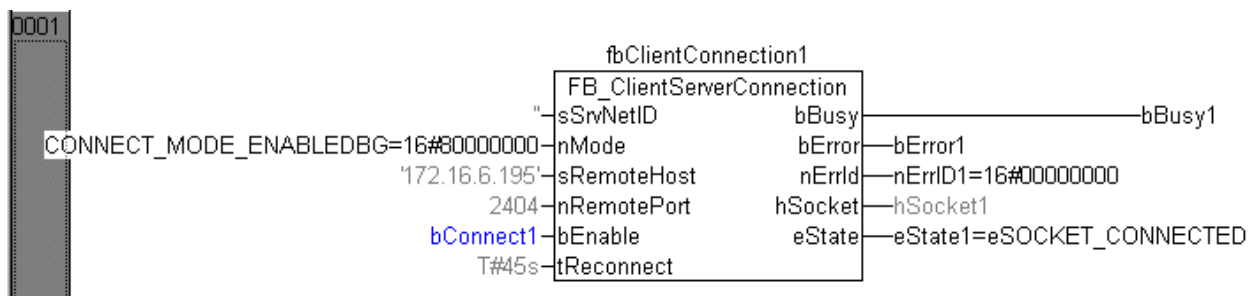 0001
fbClientConnection1
FB_ClientServerConnection
"sSrvNetID bBusy bBusy1
CONNECT_MODE_ENABLEDBG=16#80000000 nMode bError bError1
'172.16.6.195' sRemoteHost nErrId nErrID1=16#00000000
2404 nRemotePort hSocket hSocket1
bConnect1 bEnable eState eState1=eSOCKET_CONNECTED
T#45s tReconnect